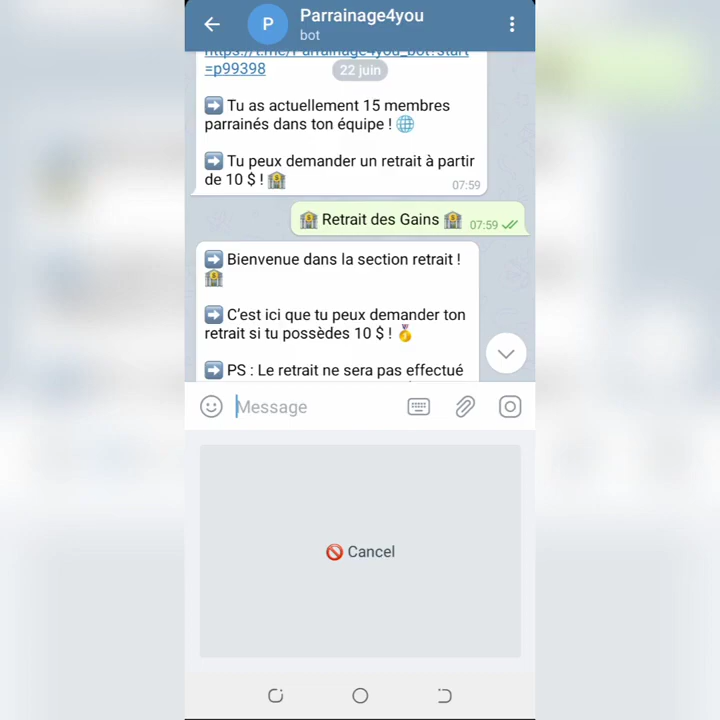 Parrainage4you
bot
https://t.me/Parrainage4you_bot?start
=p99398
22 juin
➡️ Tu as actuellement 15 membres
parrainés dans ton équipe ! 🌐
➡️ Tu peux demander un retrait à partir
de 10 $ ! 🏦
07:59
🏦 Retrait des Gains 🏦 07:59
➡️ Bienvenue dans la section retrait !
🏦
➡️ C’est ici que tu peux demander ton
retrait si tu possèdes 10 $ ! 🏅
➡️ PS : Le retrait ne sera pas effectué
Message
🚫 Cancel